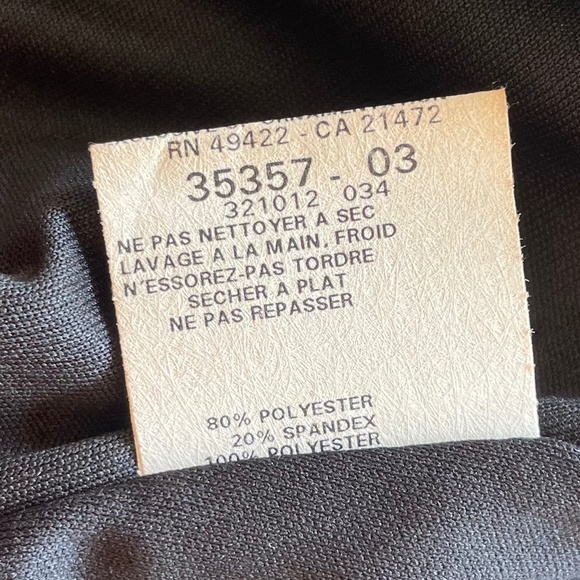 RN 49422 - CA 21472
35357 - 03
321012 034
NE PAS NETTOYER A SEC
LAVAGE A LA MAIN, FROID
N'ESSOREZ-PAS TORDRE
SECHER A PLAT
NE PAS REPASSER
80% POLYESTER
20% SPANDEX
100% POLYESTER